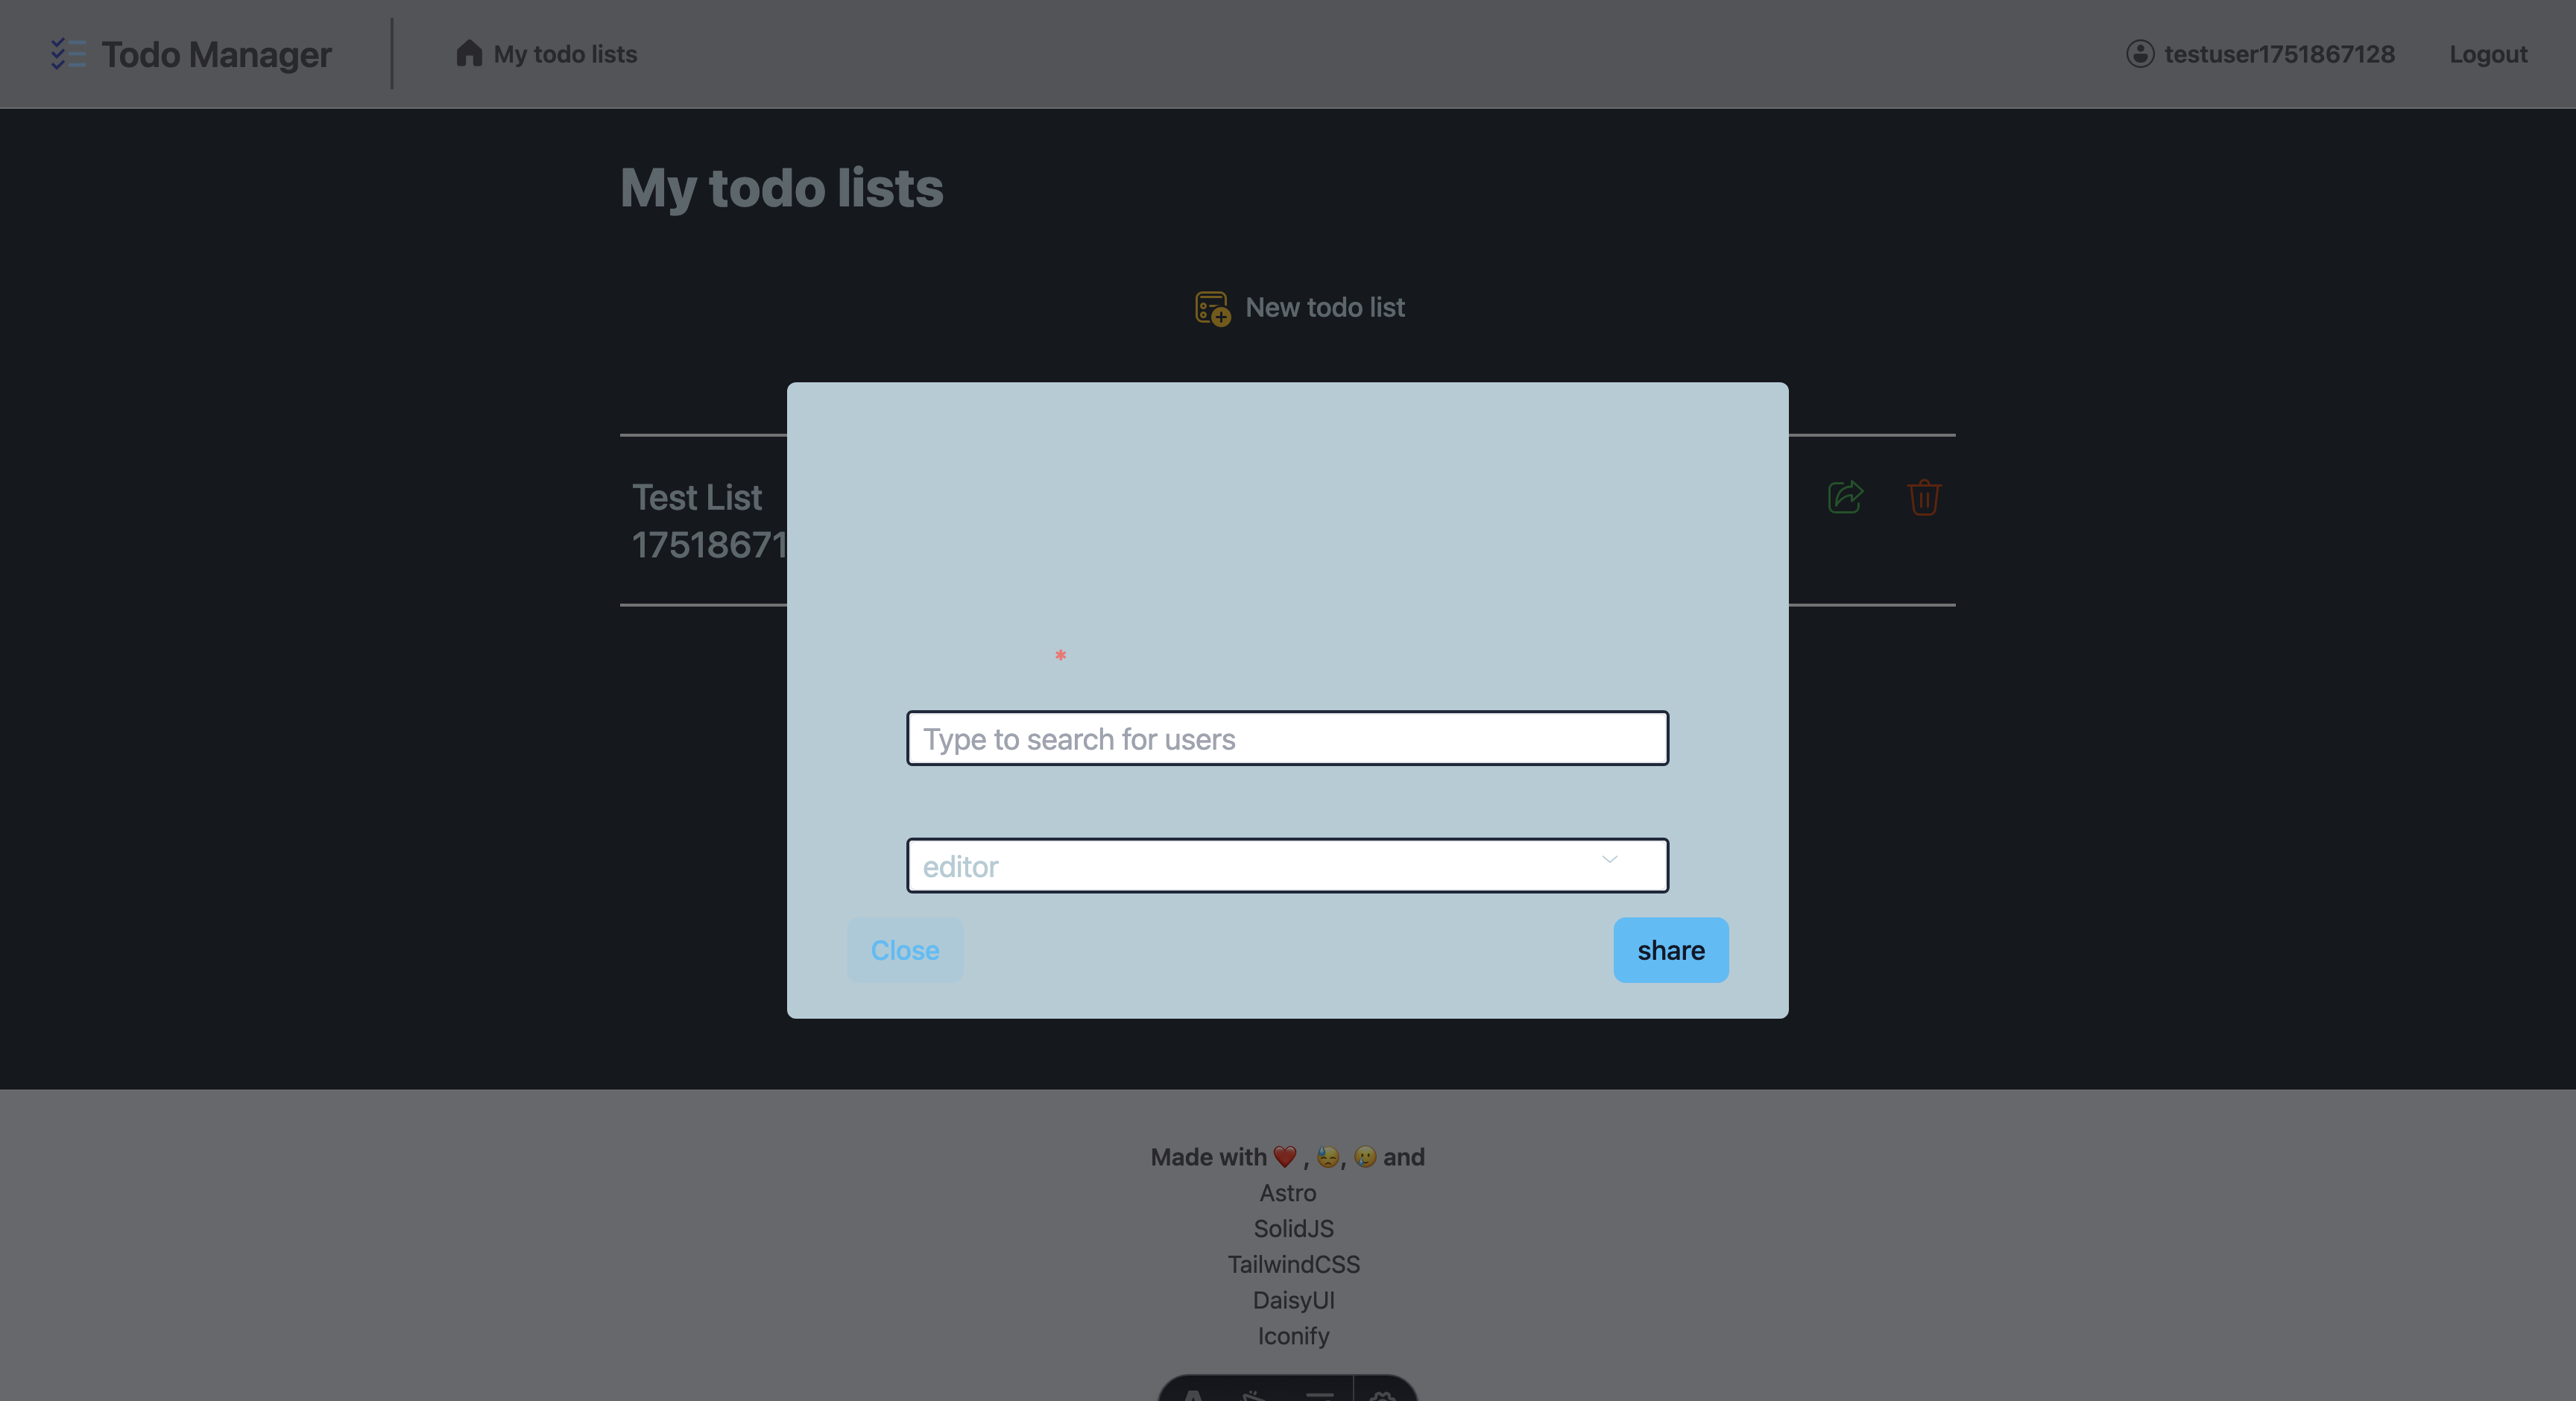 Todo Manager
My todo lists
testuser1751867128
Logout
My todo lists
New todo list
Test List
17518671
*
Type to search for users
editor
Close
share
Made with ❤️ , 😓, 🥲 and
Astro
SolidJS
TailwindCSS
DaisyUI
Iconify